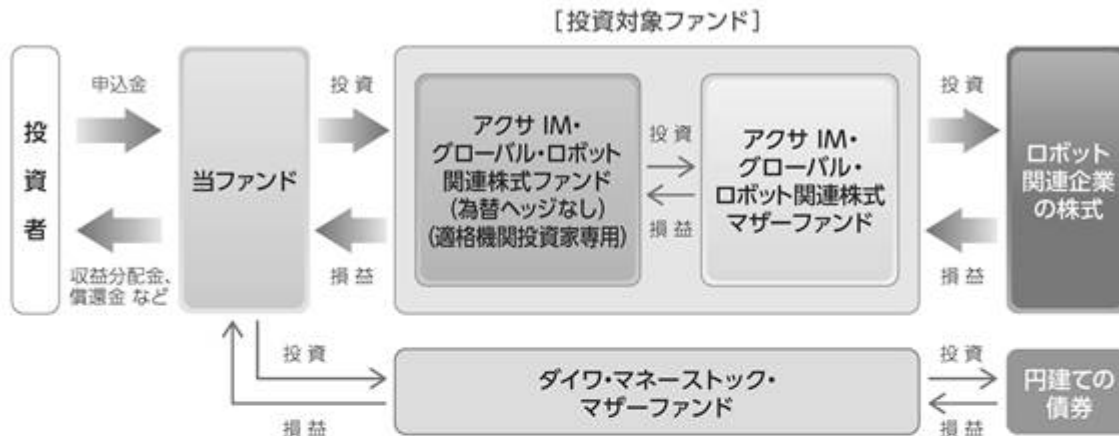 ［投資対象ファンド］
投資者
申込金
収益分配金、
償還金 など
当ファンド
投資
損益
アクサ IM・
グローバル・ロボット
関連株式ファンド
(為替ヘッジなし)
(適格機関投資家専用)
投資
損益
アクサ IM・
グローバル・
ロボット関連株式
マザーファンド
投資
損益
ロボット
関連企業
の株式
投資
損益
ダイワ・マネーストック・
マザーファンド
投資
損益
円建ての
債券